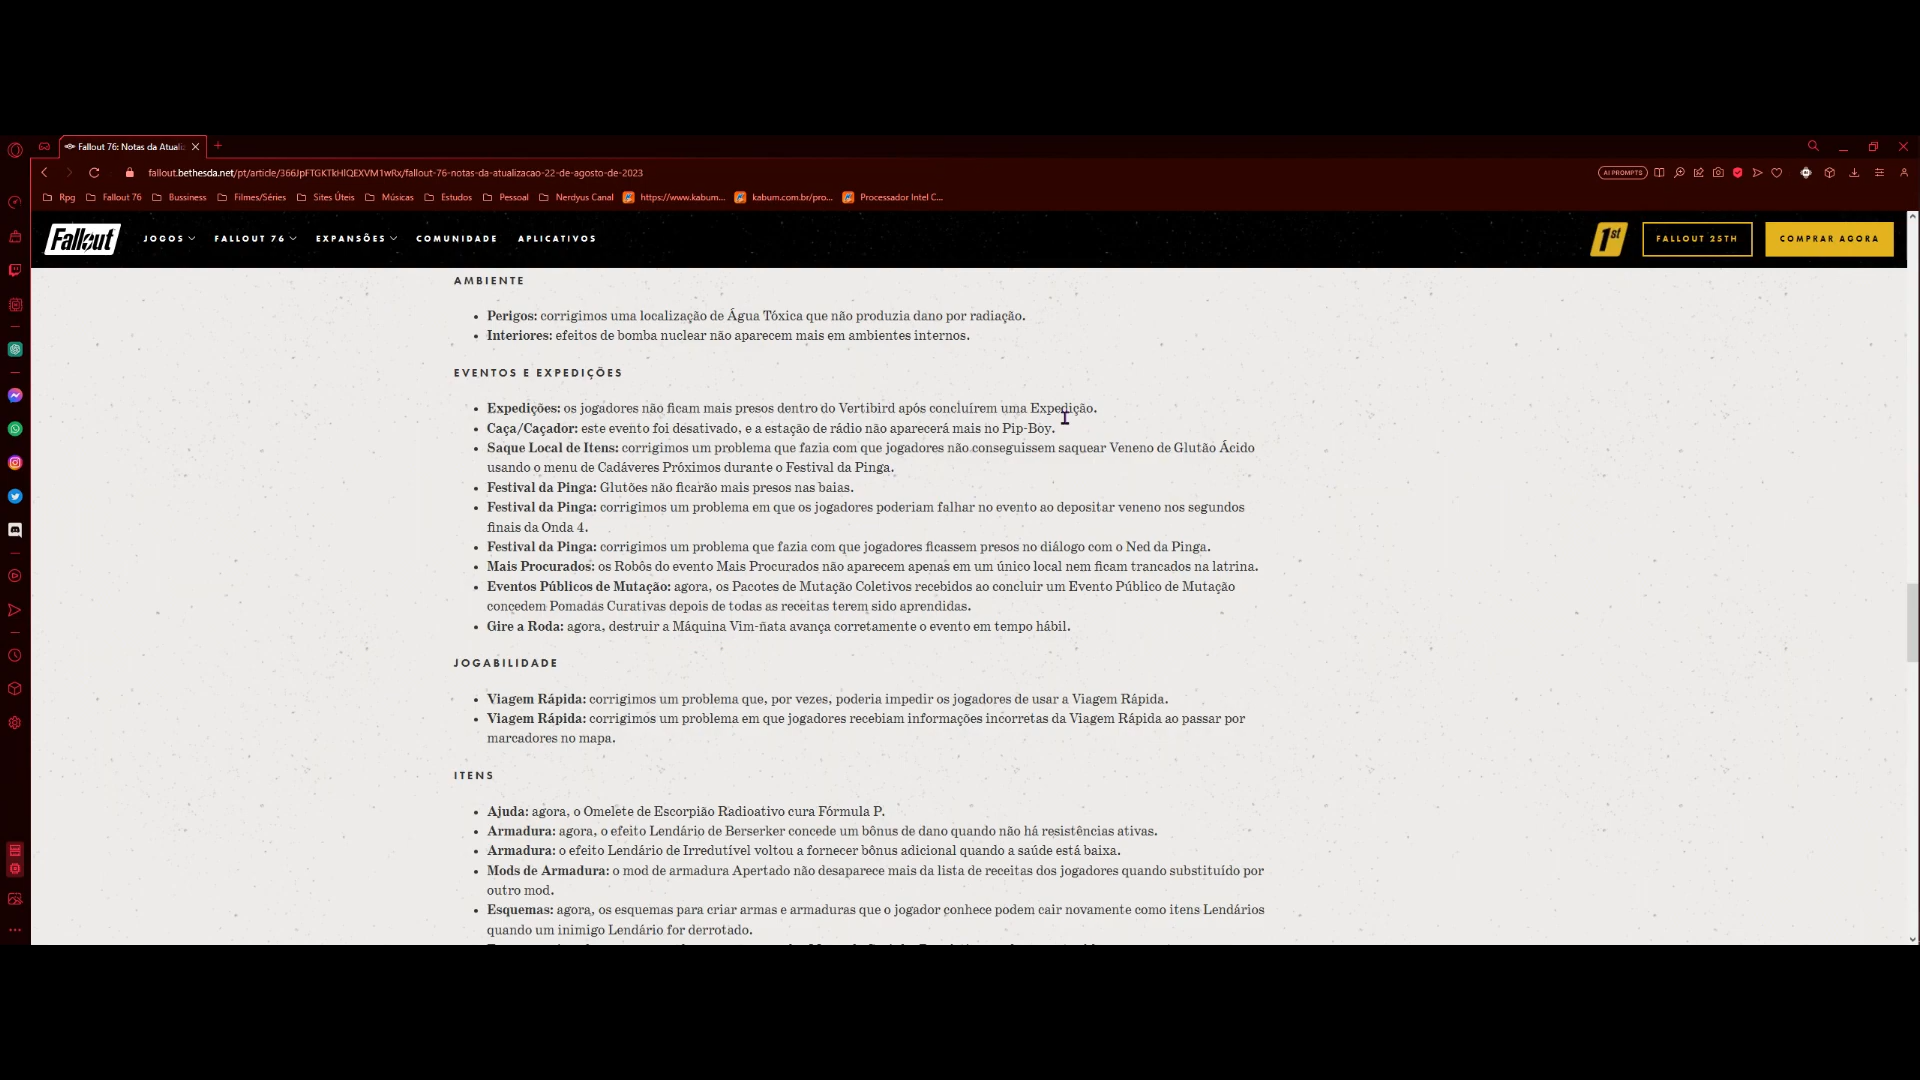 Fallout 76: Notas da Atuali
fallout.bethesda.net/pt/article/366JpFTGKTkHlQEXVM1wRx/fallout-76-notas-da-atualizacao-22-de-agosto-de-2023
AI PROMPTS
Rpg Fallout 76 Bussiness Filmes/Séries Sites Úteis Músicas Estudos Pessoal Nerdyus Canal https://www.kabum... kabum.com.br/pro... Processador Intel C...
Fallout JOGOS FALLOUT 76 EXPANSÕES COMUNIDADE APLICATIVOS 1st FALLOUT 25TH COMPRAR AGORA
AMBIENTE
• Perigos: corrigimos uma localização de Água Tóxica que não produzia dano por radiação.
• Interiores: efeitos de bomba nuclear não aparecem mais em ambientes internos.
EVENTOS E EXPEDIÇÕES
• Expedições: os jogadores não ficam mais presos dentro do Vertibird após concluírem uma Expedição.
• Caça/Caçador: este evento foi desativado, e a estação de rádio não aparecerá mais no Pip-Boy.
• Saque Local de Itens: corrigimos um problema que fazia com que jogadores não conseguissem saquear Veneno de Glutão Ácido
usando o menu de Cadáveres Próximos durante o Festival da Pinga.
• Festival da Pinga: Glutões não ficarão mais presos nas baias.
• Festival da Pinga: corrigimos um problema em que os jogadores poderiam falhar no evento ao depositar veneno nos segundos
finais da Onda 4.
• Festival da Pinga: corrigimos um problema que fazia com que jogadores ficassem presos no diálogo com o Ned da Pinga.
• Mais Procurados: os Robôs do evento Mais Procurados não aparecem apenas em um único local nem ficam trancados na latrina.
• Eventos Públicos de Mutação: agora, os Pacotes de Mutação Coletivos recebidos ao concluir um Evento Público de Mutação
concedem Pomadas Curativas depois de todas as receitas terem sido aprendidas.
• Gire a Roda: agora, destruir a Máquina Vim-ñata avança corretamente o evento em tempo hábil.
JOGABILIDADE
• Viagem Rápida: corrigimos um problema que, por vezes, poderia impedir os jogadores de usar a Viagem Rápida.
• Viagem Rápida: corrigimos um problema em que jogadores recebiam informações incorretas da Viagem Rápida ao passar por
marcadores no mapa.
ITENS
• Ajuda: agora, o Omelete de Escorpião Radioativo cura Fórmula P.
• Armadura: agora, o efeito Lendário de Berserker concede um bônus de dano quando não há resistências ativas.
• Armadura: o efeito Lendário de Irredutível voltou a fornecer bônus adicional quando a saúde está baixa.
• Mods de Armadura: o mod de armadura Apertado não desaparece mais da lista de receitas dos jogadores quando substituído por
outro mod.
• Esquemas: agora, os esquemas para criar armas e armaduras que o jogador conhece podem cair novamente como itens Lendários
quando um inimigo Lendário for derrotado.